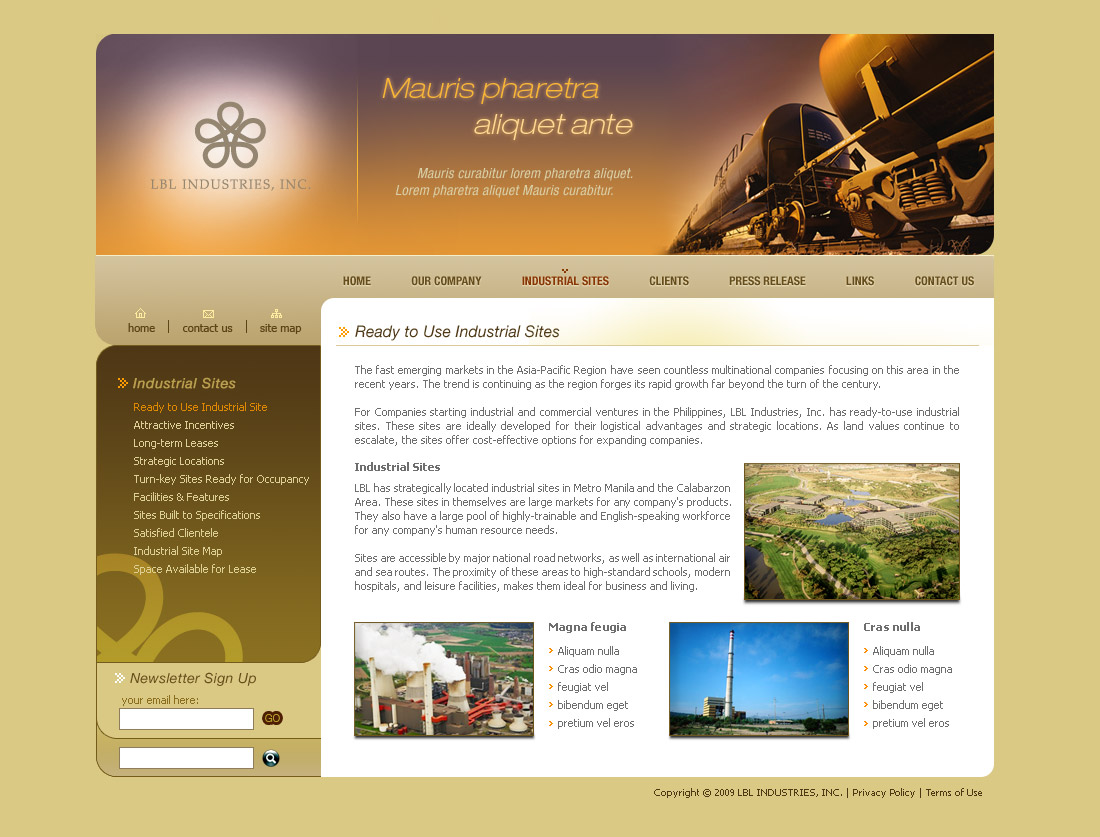 Mauris pharetra
aliquet ante
LBL INDUSTRIES, INC.
Mauris curabitur lorem pharetra aliquet.
Lorem pharetra aliquet Mauris curabitur.
HOME OUR COMPANY INDUSTRIAL SITES CLIENTS PRESS RELEASE LINKS CONTACT US
home | contact us | site map
Industrial Sites
Ready to Use Industrial Site
Attractive Incentives
Long-term Leases
Strategic Locations
Turn-key Sites Ready for Occupancy
Facilities & Features
Sites Built to Specifications
Satisfied Clientele
Industrial Site Map
Space Available for Lease
Newsletter Sign Up
your email here:
GO
Ready to Use Industrial Sites
The fast emerging markets in the Asia-Pacific Region have seen countless multinational companies focusing on this area in the
recent years. The trend is continuing as the region forges its rapid growth far beyond the turn of the century.
For Companies starting industrial and commercial ventures in the Philippines, LBL Industries, Inc. has ready-to-use industrial
sites. These sites are ideally developed for their logistical advantages and strategic locations. As land values continue to
escalate, the sites offer cost-effective options for expanding companies.
Industrial Sites
LBL has strategically located industrial sites in Metro Manila and the Calabarzon
Area. These sites in themselves are large markets for any company's products.
They also have a large pool of highly-trainable and English-speaking workforce
for any company's human resource needs.
Sites are accessible by major national road networks, as well as international air
and sea routes. The proximity of these areas to high-standard schools, modern
hospitals, and leisure facilities, makes them ideal for business and living.
Magna feugia
Aliquam nulla
Cras odio magna
feugiat vel
bibendum eget
pretium vel eros
Cras nulla
Aliquam nulla
Cras odio magna
feugiat vel
bibendum eget
pretium vel eros
Copyright © 2009 LBL INDUSTRIES, INC. | Privacy Policy | Terms of Use